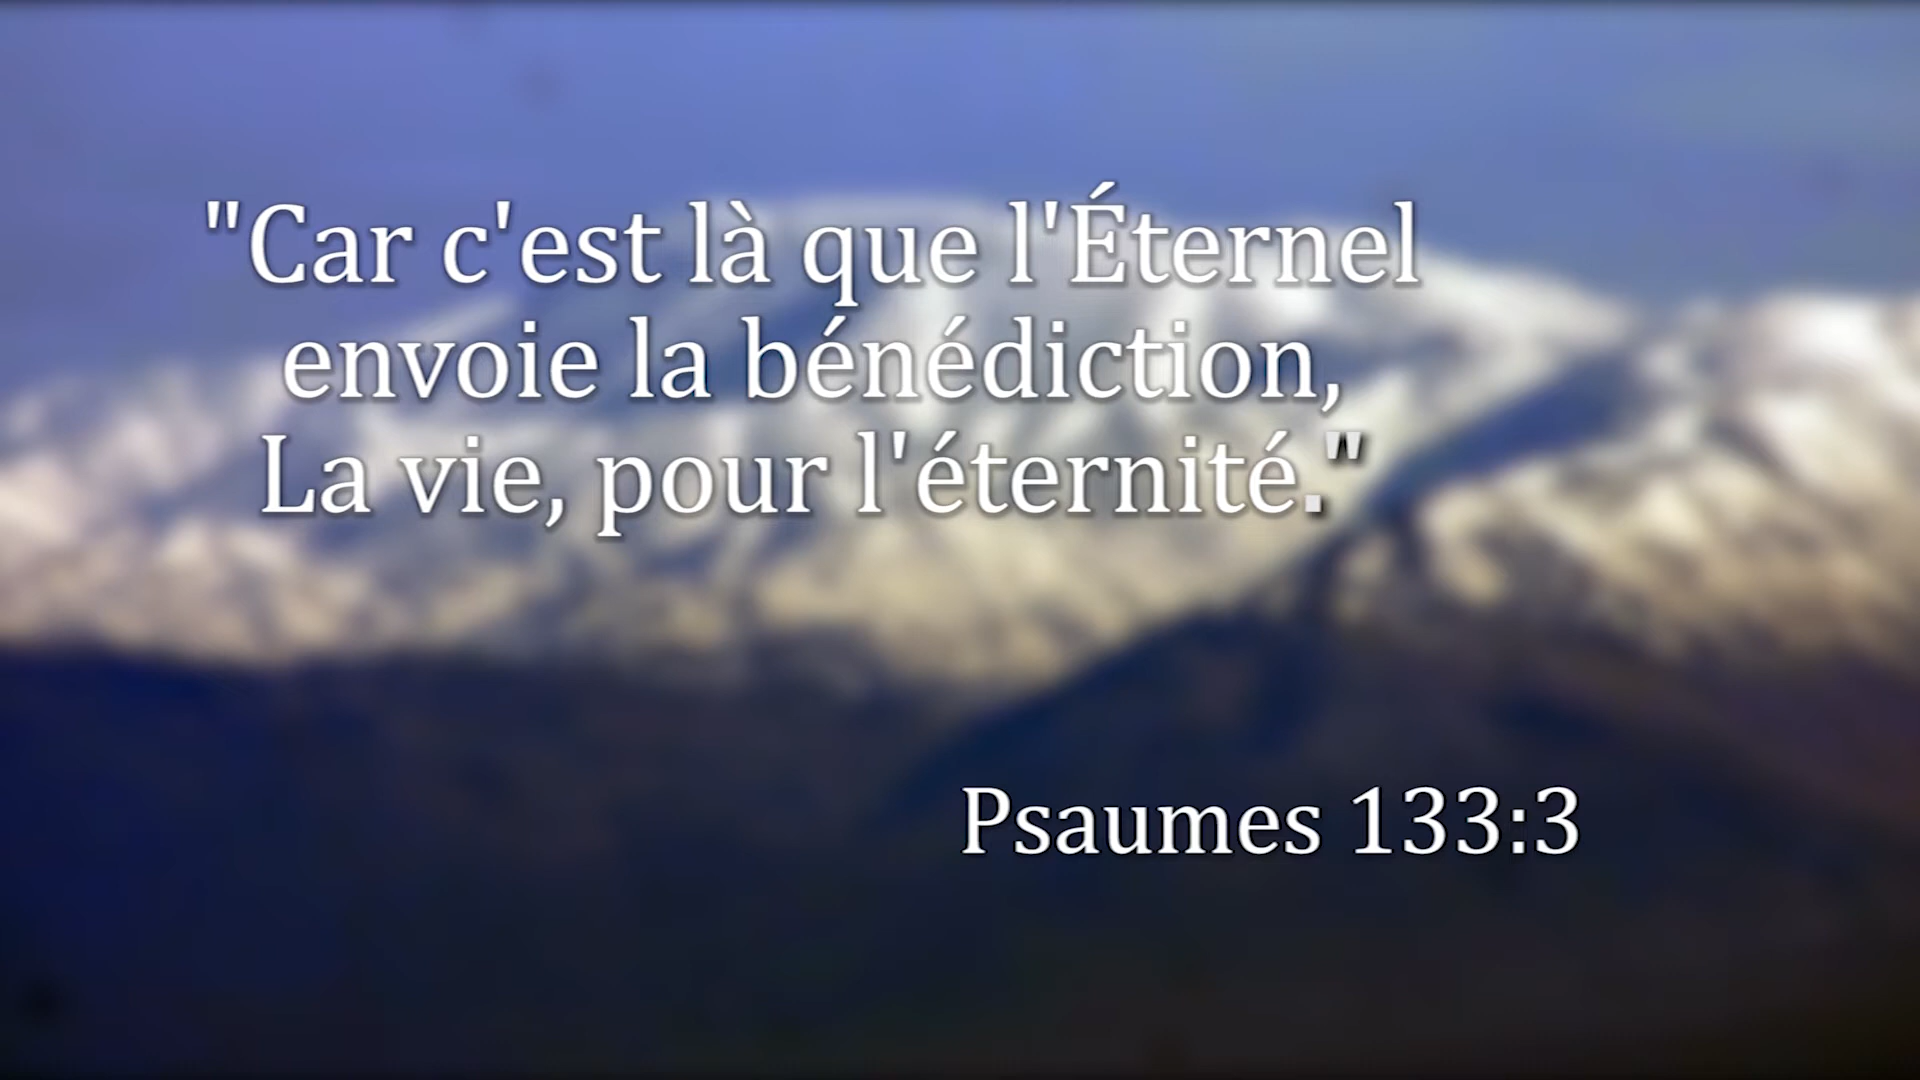 "Car c'est là que l'Éternel
envoie la bénédiction,
La vie, pour l'éternité."
Psaumes 133:3